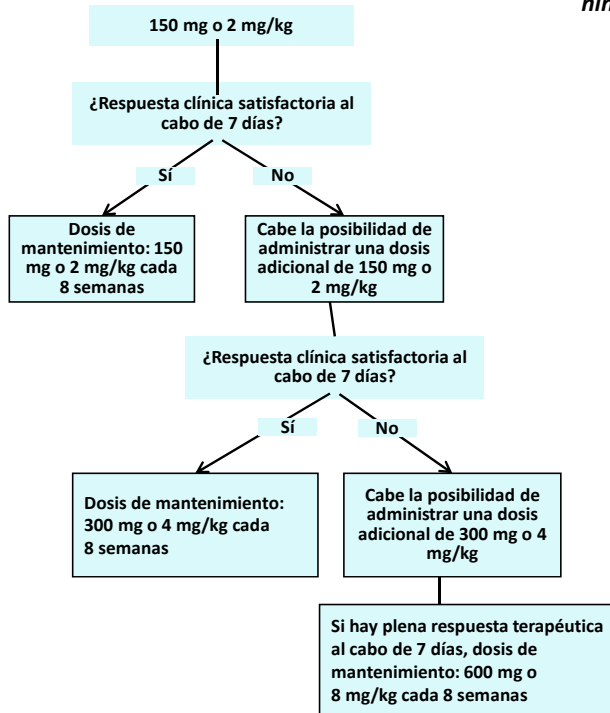 150 mg o 2 mg/kg
¿Respuesta clínica satisfactoria al
cabo de 7 días?
Sí
No
Dosis de
mantenimiento: 150
mg o 2 mg/kg cada
8 semanas
Cabe la posibilidad de
administrar una dosis
adicional de 150 mg o
2 mg/kg
¿Respuesta clínica satisfactoria al
cabo de 7 días?
Sí
No
Dosis de mantenimiento:
300 mg o 4 mg/kg cada
8 semanas
Cabe la posibilidad de
administrar una dosis
adicional de 300 mg o 4
mg/kg
Si hay plena respuesta terapéutica
al cabo de 7 días, dosis de
mantenimiento: 600 mg o
8 mg/kg cada 8 semanas